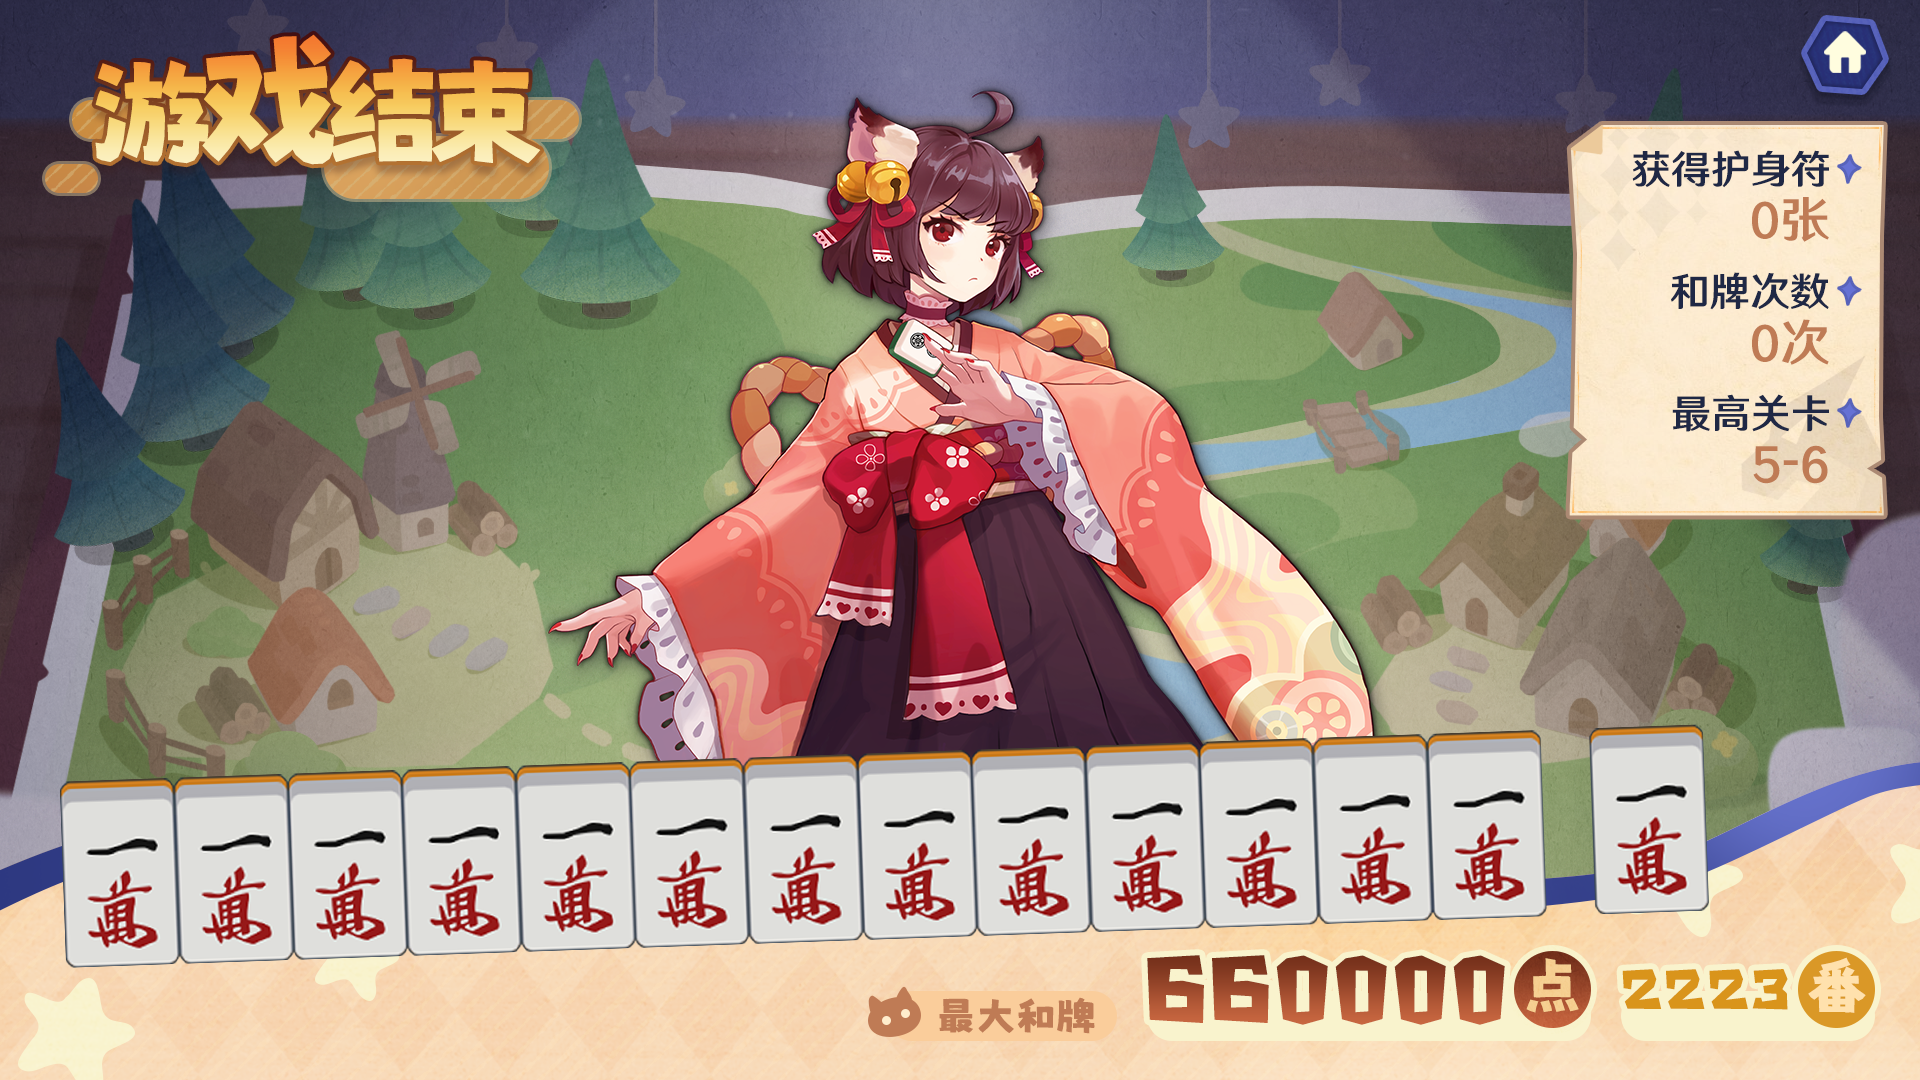 游戏结束
获得护身符
0张
和牌次数
0次
最高关卡
5-6
一萬 一萬 一萬 一萬 一萬 一萬 一萬 一萬 一萬 一萬 一萬 一萬 一萬 一萬
最大和牌 660000点 2223番